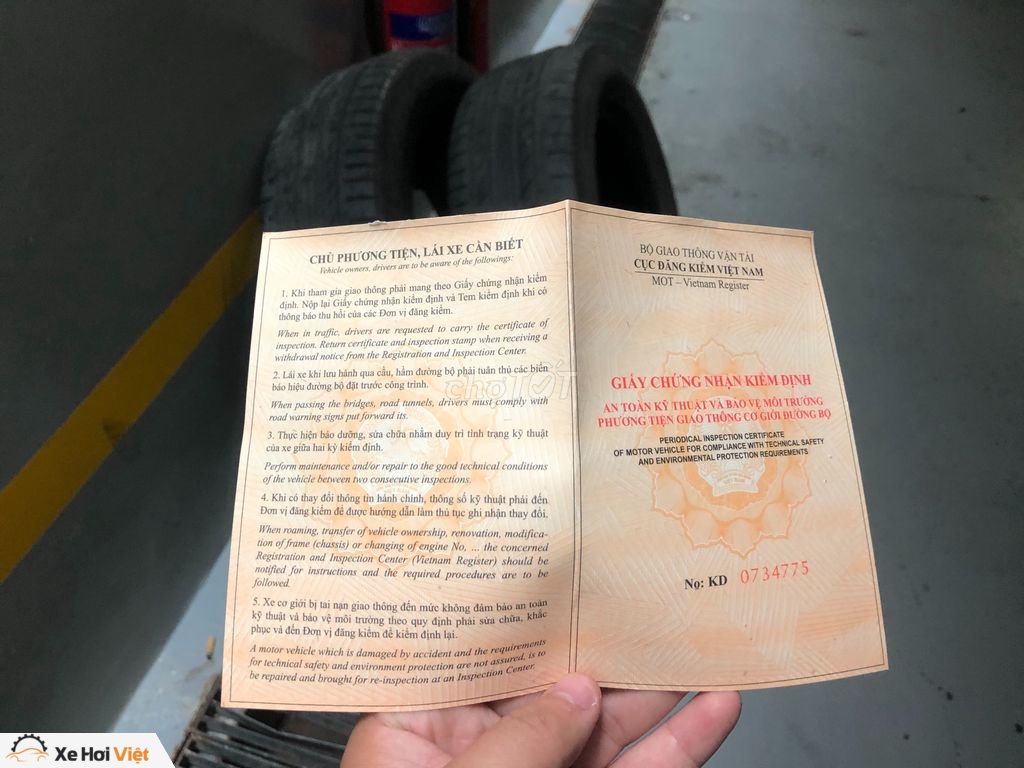 CHỦ PHƯƠNG TIỆN, LÁI XE CẦN BIẾT
Vehicle owners, drivers are to be aware of the followings:
1. Khi tham gia giao thông phải mang theo Giấy chứng nhận kiểm
định. Nộp lại Giấy chứng nhận kiểm định và Tem kiểm định khi có
thông báo thu hồi của các Đơn vị đăng kiểm.
When in traffic, drivers are requested to carry the certificate of
inspection. Return certificate and inspection stamp when receiving a
withdrawal notice from the Registration and Inspection Center.
2. Lái xe khi lưu hành qua cầu, hầm đường bộ phải tuân thủ các biển
báo hiệu đường bộ đặt trước công trình.
When passing the bridges, road tunnels, drivers must comply with
road warning signs put forward its.
3. Thực hiện bảo dưỡng, sửa chữa nhằm duy trì tình trạng kỹ thuật
của xe giữa hai kỳ kiểm định.
Perform maintenance and/or repair to the good technical conditions
of the vehicle between two consecutive inspections.
4. Khi có thay đổi thông tin hành chính, thông số kỹ thuật phải đến
Đơn vị đăng kiểm để được hướng dẫn làm thủ tục ghi nhận thay đổi.
When roaming, transfer of vehicle ownership, renovation, modifica-
tion of frame (chassis) or changing of engine No, ... the concerned
Registration and Inspection Center (Vietnam Register) should be
notified for instructions and the required procedures are to be
followed.
5. Xe cơ giới bị tai nạn giao thông đến mức không đảm bảo an toàn
kỹ thuật và bảo vệ môi trường theo quy định phải sửa chữa, khắc
phục và đến Đơn vị đăng kiểm để kiểm định lại.
A motor vehicle which is damaged by accident and the requirements
for technical safety and environment protection are not assured, is to
be repaired and brought for re-inspection at an Inspection Center.
BỘ GIAO THÔNG VẬN TẢI
CỤC ĐĂNG KIỂM VIỆT NAM
MOT – Vietnam Register
GIẤY CHỨNG NHẬN KIỂM ĐỊNH
AN TOÀN KỸ THUẬT VÀ BẢO VỆ MÔI TRƯỜNG
PHƯƠNG TIỆN GIAO THÔNG CƠ GIỚI ĐƯỜNG BỘ
PERIODICAL INSPECTION CERTIFICATE
OF MOTOR VEHICLE FOR COMPLIANCE WITH TECHNICAL SAFETY
AND ENVIRONMENTAL PROTECTION REQUIREMENTS
VIỆT NAM
Nọ: KD 0734775
chợTỐT
Xe Hơi Việt